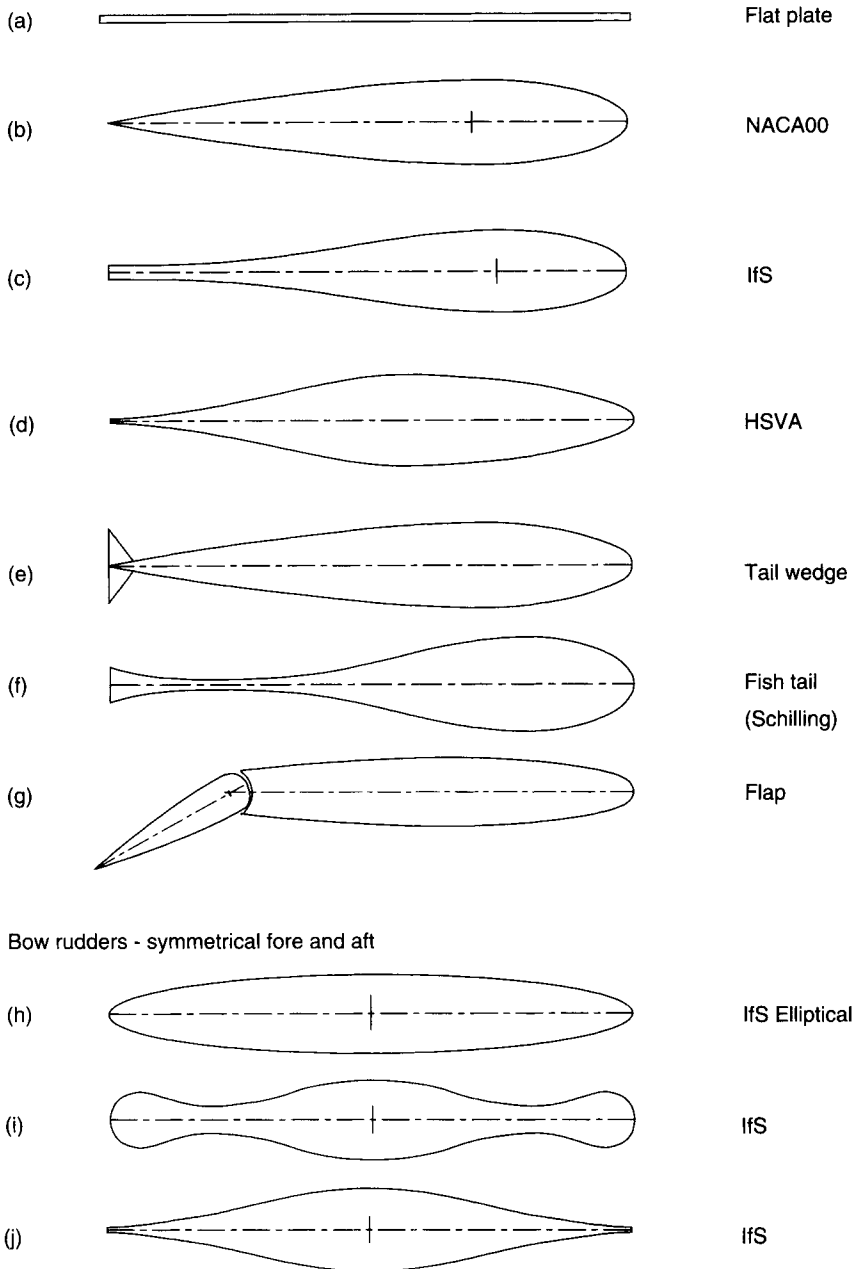 (a) Flat plate
(b) NACA00
(c) IfS
(d) HSVA
(e) Tail wedge
(f) Fish tail
(Schilling)
(g) Flap
Bow rudders - symmetrical fore and aft
(h) IfS Elliptical
(i) IfS
(j) IfS